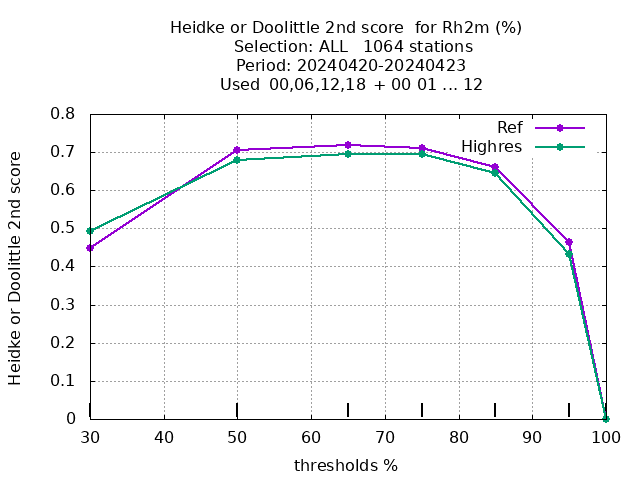 Heidke or Doolittle 2nd score  for Rh2m (%)
Selection: ALL   1064 stations
Period: 20240420-20240423
Used  00,06,12,18  + 00 01 ... 12
Ref
Highres
Heidke or Doolittle 2nd score
0.8
0.7
0.6
0.5
0.4
0.3
0.2
0.1
0
30 40 50 60 70 80 90 100
thresholds %